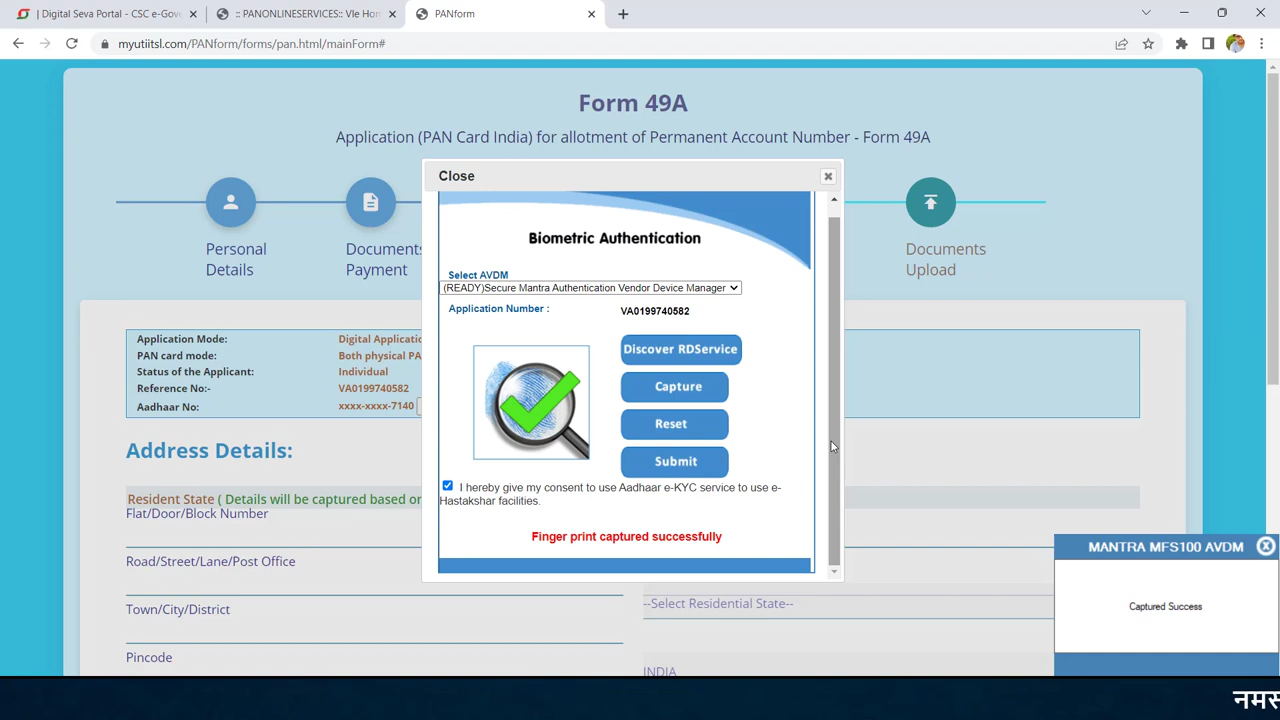 | Digital Seva Portal - CSC e-Gov
:: PANONLINESERVICES:: Vle Hom
PANform
myutiitsl.com/PANform/forms/pan.html/mainForm#
Form 49A
Application (PAN Card India) for allotment of Permanent Account Number - Form 49A
Personal
Details
Documents
Payment
Documents
Upload
Close
Biometric Authentication
Select AVDM
(READY)Secure Mantra Authentication Vendor Device Manager
Application Number :
VA0199740582
Discover RDService
Capture
Reset
Submit
I hereby give my consent to use Aadhaar e-KYC service to use e-
Hastakshar facilities.
Finger print captured successfully
Application Mode: Digital Applicatio
PAN card mode: Both physical PA
Status of the Applicant: Individual
Reference No:- VA0199740582
Aadhaar No: xxxx-xxxx-7140
Address Details:
Resident State ( Details will be captured based on
Flat/Door/Block Number
Road/Street/Lane/Post Office
Town/City/District
--Select Residential State--
Pincode
INDIA
MANTRA MFS100 AVDM
Captured Success
नमस